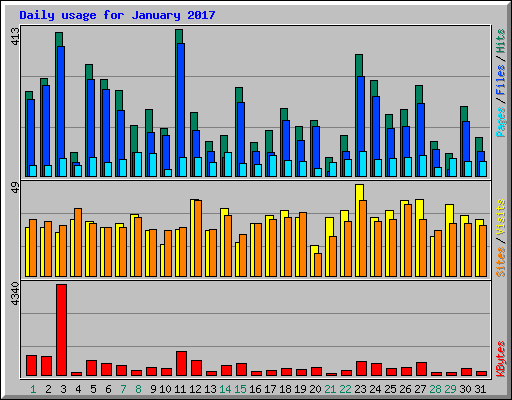 Daily usage for January 2017
413
Pages / Files / Hits
49
Sites / Visits
4340
KBytes
1 2 3 4 5 6 7 8 9 10 11 12 13 14 15 16 17 18 19 20 21 22 23 24 25 26 27 28 29 30 31